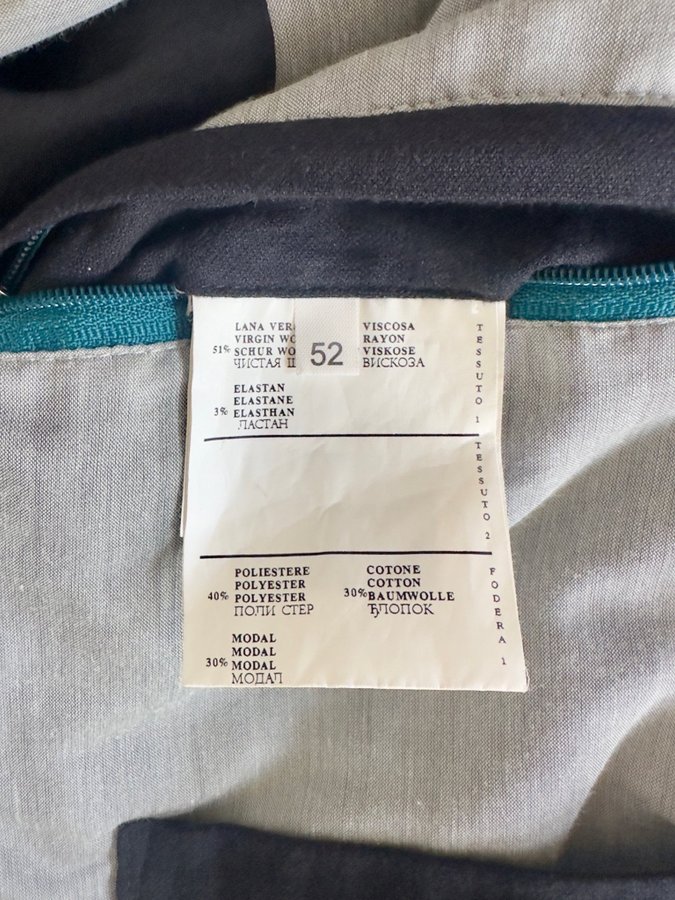 LANA VER
VIRGIN WO
51% SCHUR WO
ЧИСТАЯ Ш
52
VISCOSA
RAYON
VISKOSE
ВИСКОЗА
ELASTAN
ELASTANE
3% ELASTHAN
ЛАСТАН
TESSUTO 1
TESSUTO 2
POLIESTERE
POLYESTER
40% POLYESTER
ПОЛИ СТЕР
COTONE
COTTON
30% BAUMWOLLE
ЂЛОПОК
MODAL
MODAL
30% MODAL
МОДАЛ
FODERA 1